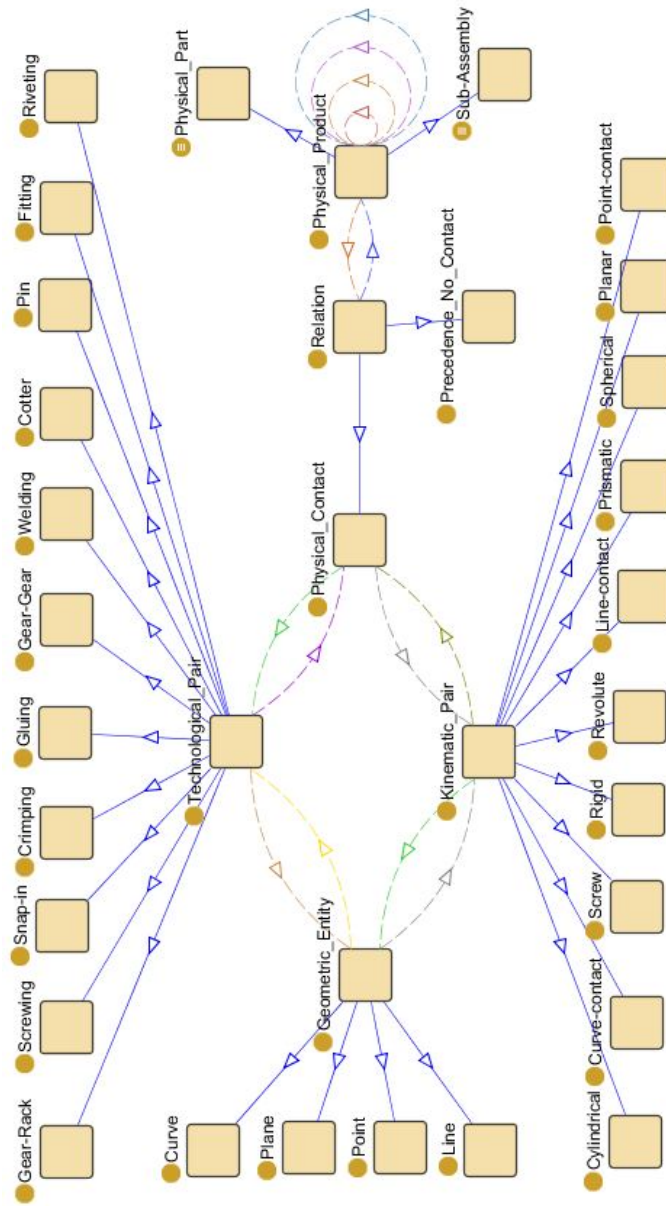 Gear-Rack
Screwing
Snap-in
Crimping
Gluing
Gear-Gear
Welding
Cotter
Pin
Fitting
Riveting
Technological_Pair
Curve
Plane
Point
Line
Geometric_Entity
Physical_Contact
Relation
Precedence_No_Contact
Physical_Product
Physical_Part
Sub-Assembly
Kinematic_Pair
Cylindrical
Curve-contact
Screw
Rigid
Revolute
Line-contact
Prismatic
Spherical
Planar
Point-contact